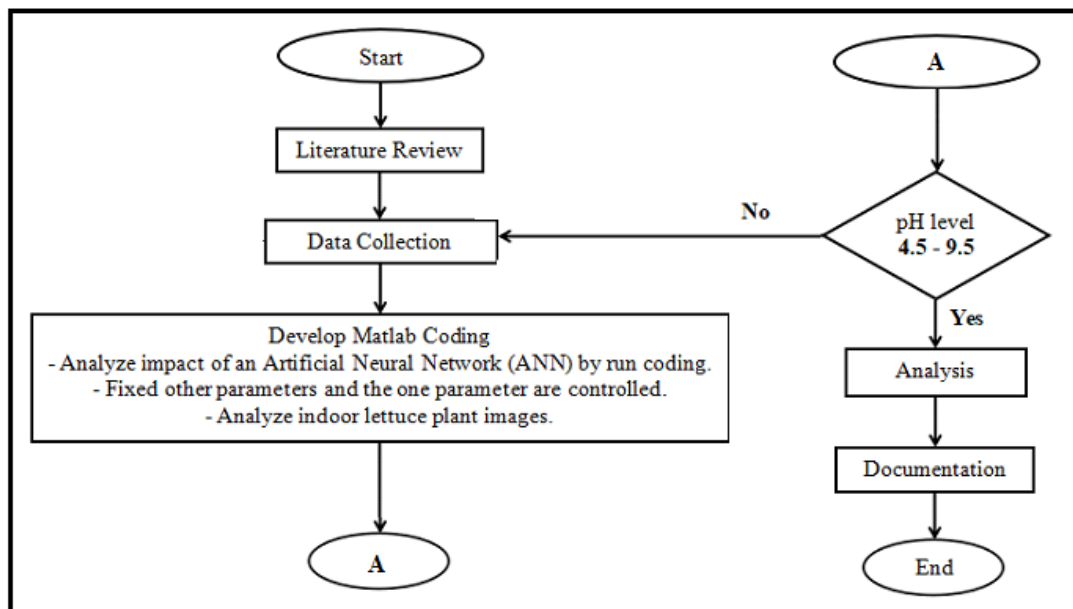 Start
Literature Review
Data Collection
Develop Matlab Coding
- Analyze impact of an Artificial Neural Network (ANN) by run coding.
- Fixed other parameters and the one parameter are controlled.
- Analyze indoor lettuce plant images.
A
A
pH level
4.5 - 9.5
No
Yes
Analysis
Documentation
End